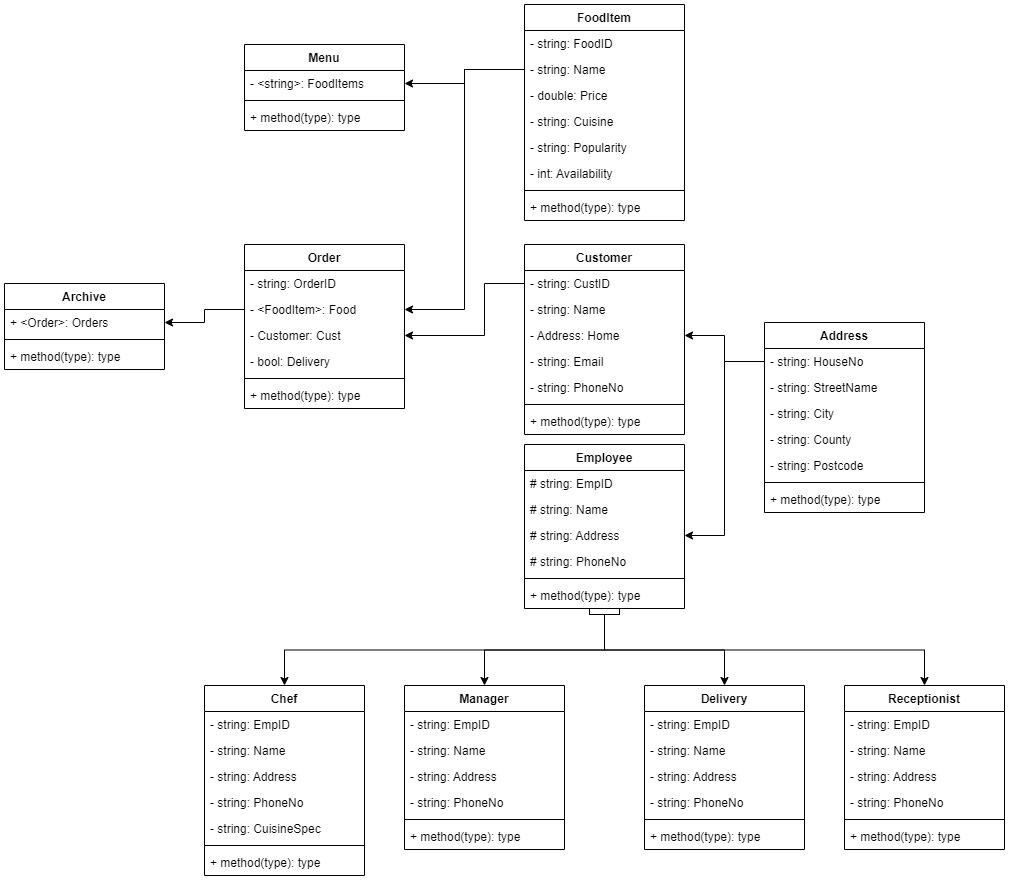 FoodItem
- string: FoodID
- string: Name
- double: Price
- string: Cuisine
- string: Popularity
- int: Availability
+ method(type): type
Menu
- <string>: FoodItems
+ method(type): type
Order
- string: OrderID
- <FoodItem>: Food
- Customer: Cust
- bool: Delivery
+ method(type): type
Customer
- string: CustID
- string: Name
- Address: Home
- string: Email
- string: PhoneNo
+ method(type): type
Archive
+ <Order>: Orders
+ method(type): type
Address
- string: HouseNo
- string: StreetName
- string: City
- string: County
- string: Postcode
+ method(type): type
Employee
# string: EmpID
# string: Name
# string: Address
# string: PhoneNo
+ method(type): type
Chef
- string: EmpID
- string: Name
- string: Address
- string: PhoneNo
- string: CuisineSpec
+ method(type): type
Manager
- string: EmpID
- string: Name
- string: Address
- string: PhoneNo
+ method(type): type
Delivery
- string: EmpID
- string: Name
- string: Address
- string: PhoneNo
+ method(type): type
Receptionist
- string: EmpID
- string: Name
- string: Address
- string: PhoneNo
+ method(type): type